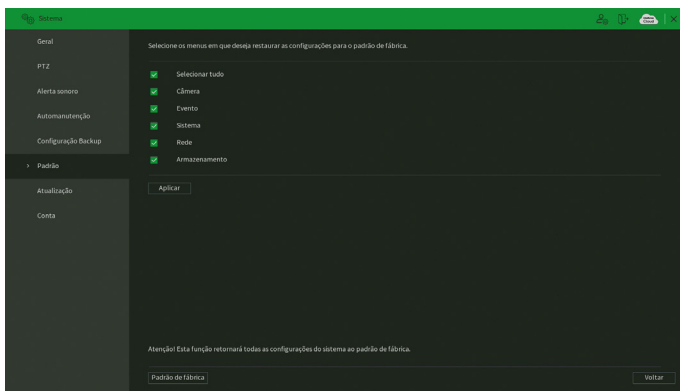 Sistema
Geral
PTZ
Alerta sonoro
Automanutenção
Configuração Backup
> Padrão
Atualização
Conta
Selecione os menus em que deseja restaurar as configurações para o padrão de fábrica.
Selecionar tudo
Câmera
Evento
Sistema
Rede
Armazenamento
Aplicar
Atenção! Esta função retornará todas as configurações do sistema ao padrão de fábrica.
Padrão de fábrica
Voltar